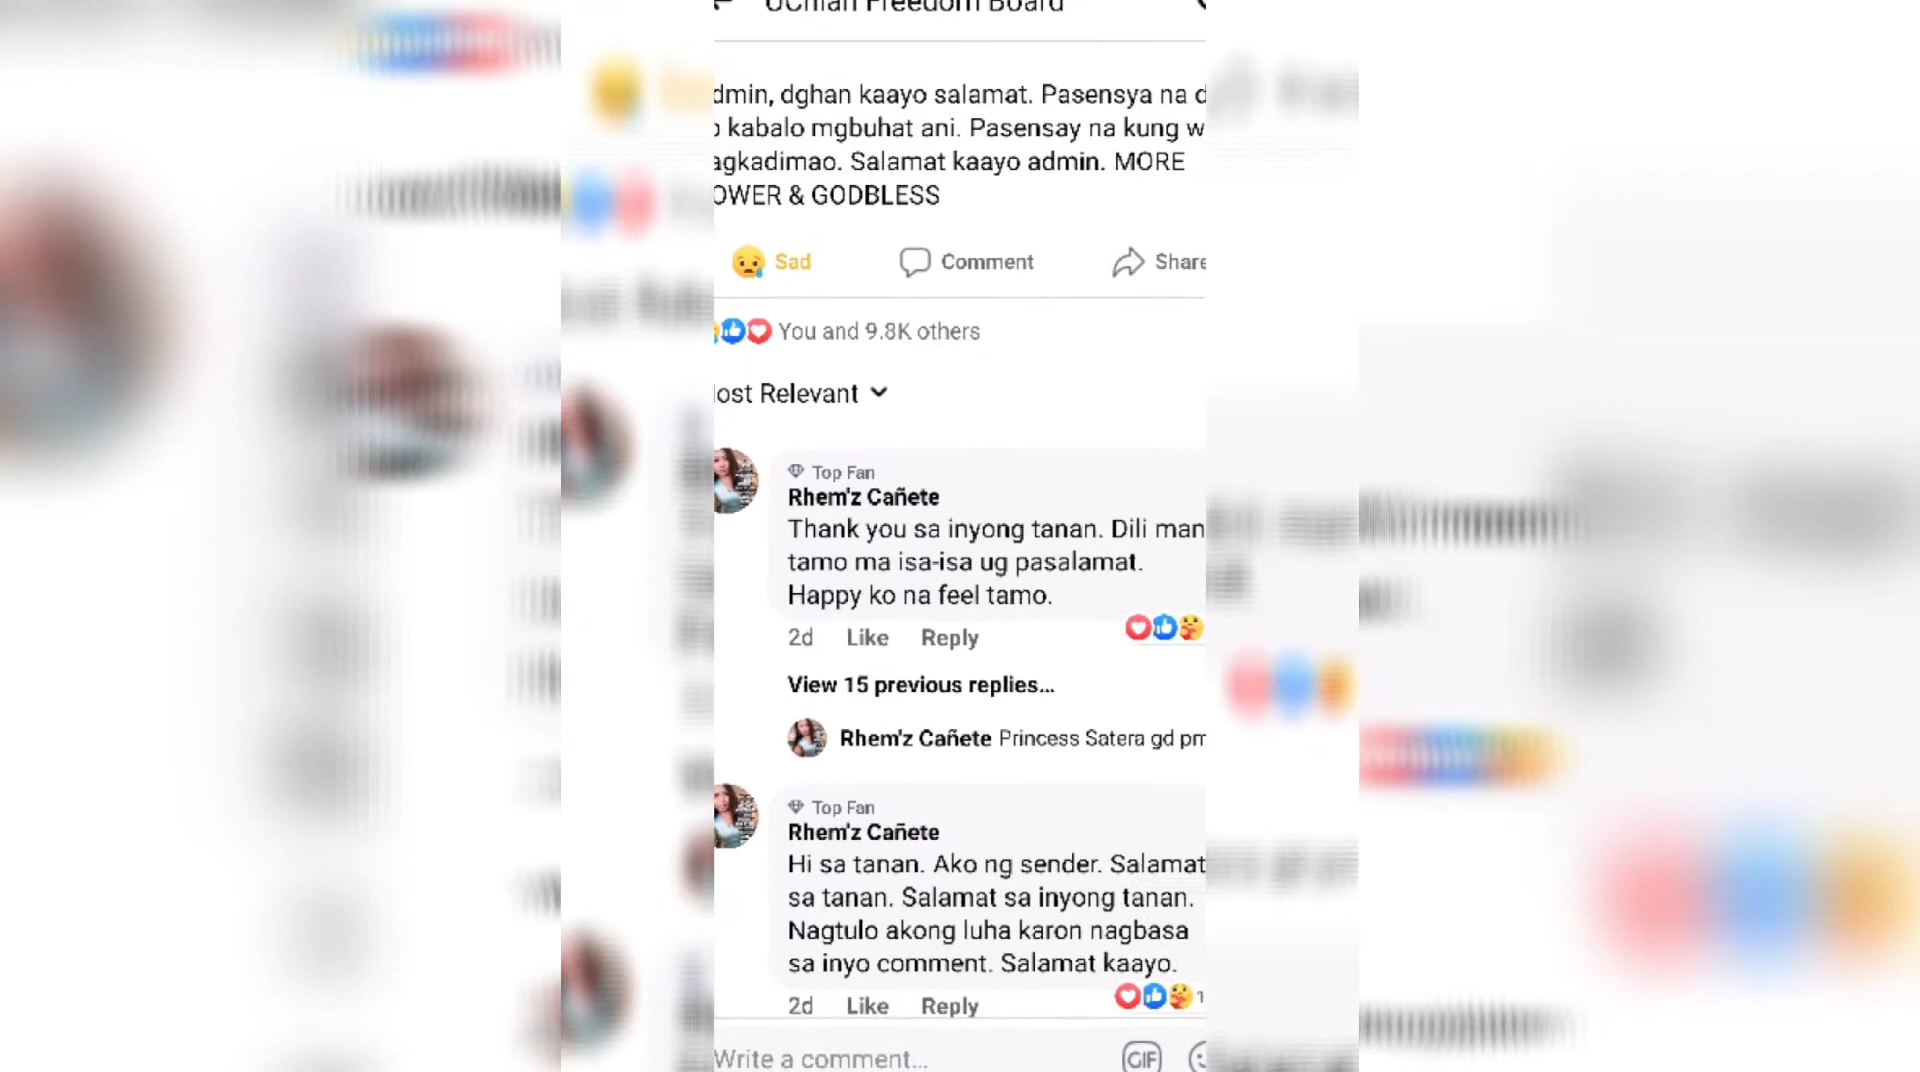 UCnian Freedom Board
dmin, dghan kaayo salamat. Pasensya na d
o kabalo mgbuhat ani. Pasensay na kung w
agkadimao. Salamat kaayo admin. MORE
OWER & GODBLESS
Sad Comment Share
You and 9.8K others
ost Relevant
Top Fan
Rhem'z Cañete
Thank you sa inyong tanan. Dili man
tamo ma isa-isa ug pasalamat.
Happy ko na feel tamo.
2d Like Reply
View 15 previous replies...
Rhem'z Cañete Princess Satera gd pm
Top Fan
Rhem'z Cañete
Hi sa tanan. Ako ng sender. Salamat
sa tanan. Salamat sa inyong tanan.
Nagtulo akong luha karon nagbasa
sa inyo comment. Salamat kaayo.
1
2d Like Reply
Write a comment... GIF